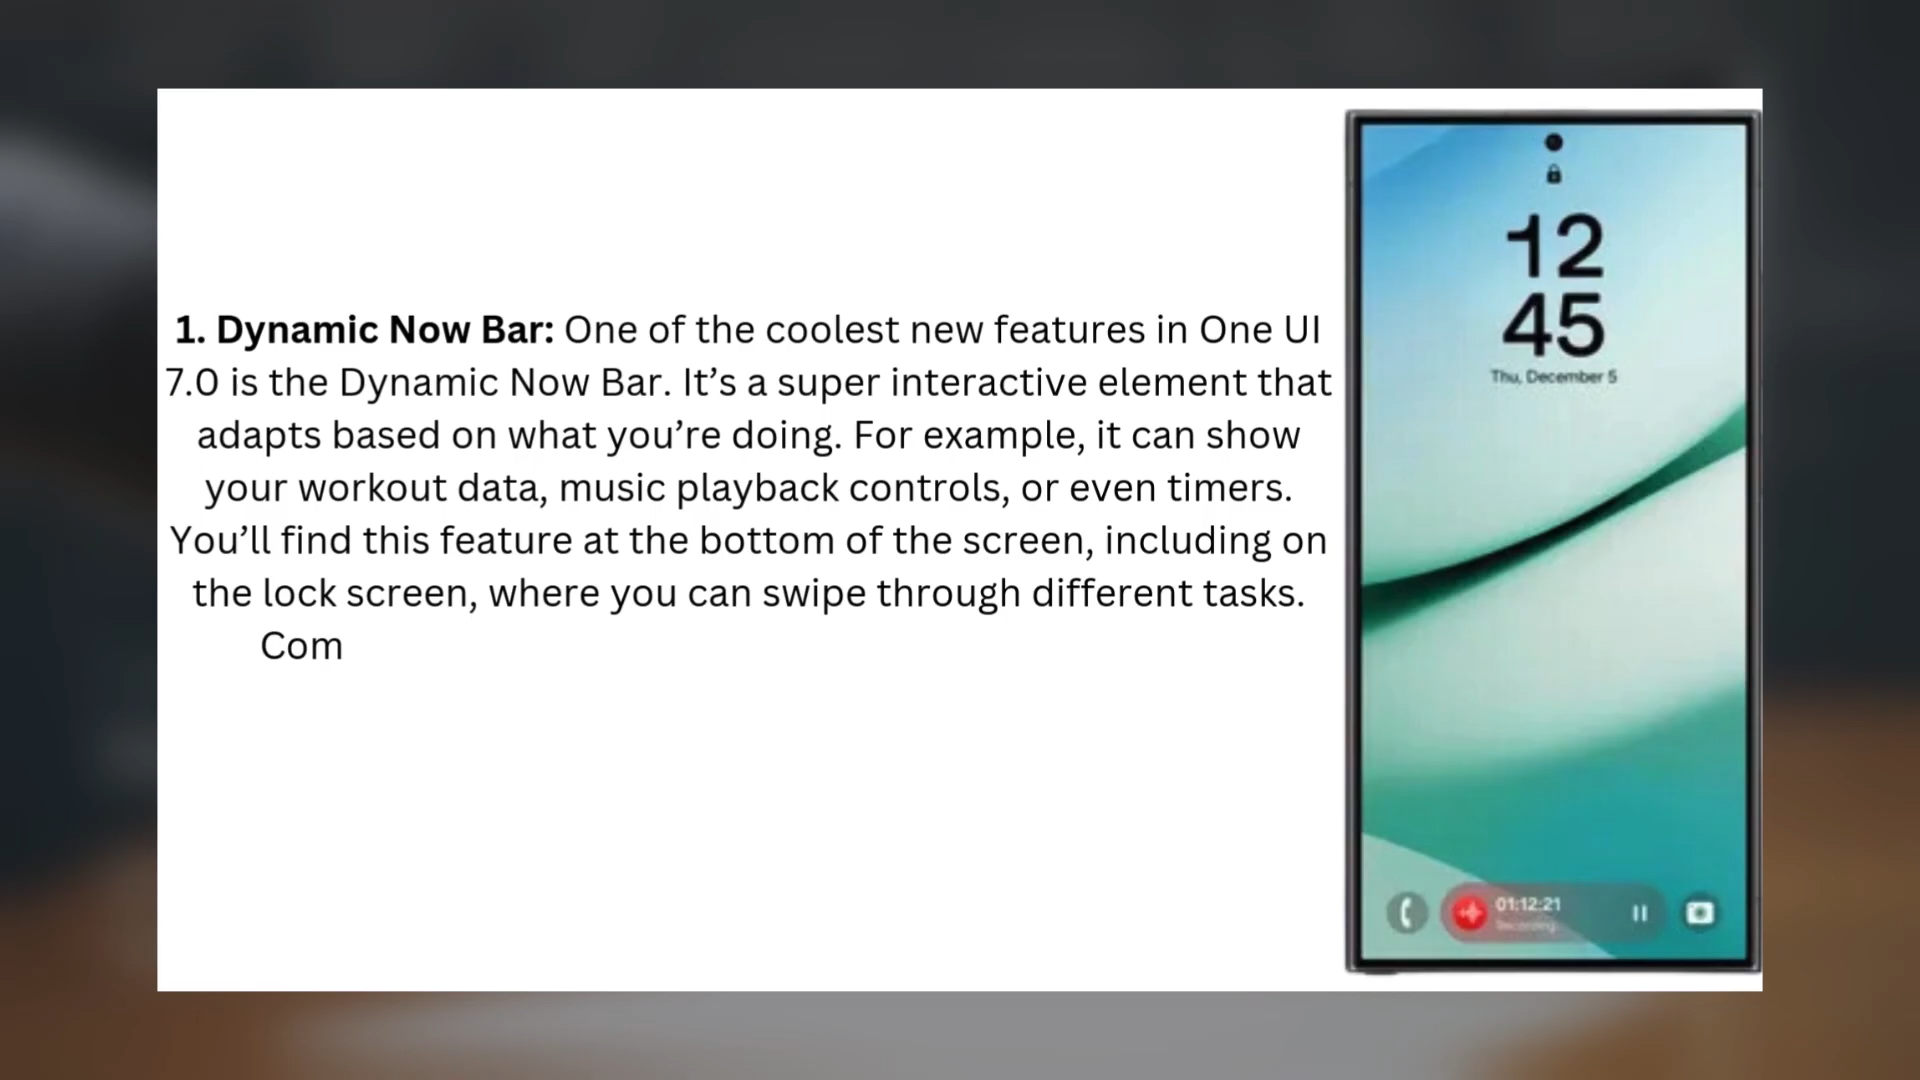 1. Dynamic Now Bar: One of the coolest new features in One UI
7.0 is the Dynamic Now Bar. It’s a super interactive element that
adapts based on what you’re doing. For example, it can show
your workout data, music playback controls, or even timers.
You’ll find this feature at the bottom of the screen, including on
the lock screen, where you can swipe through different tasks.
Com
12
45
Thu, December 5
01:12:21
Recording